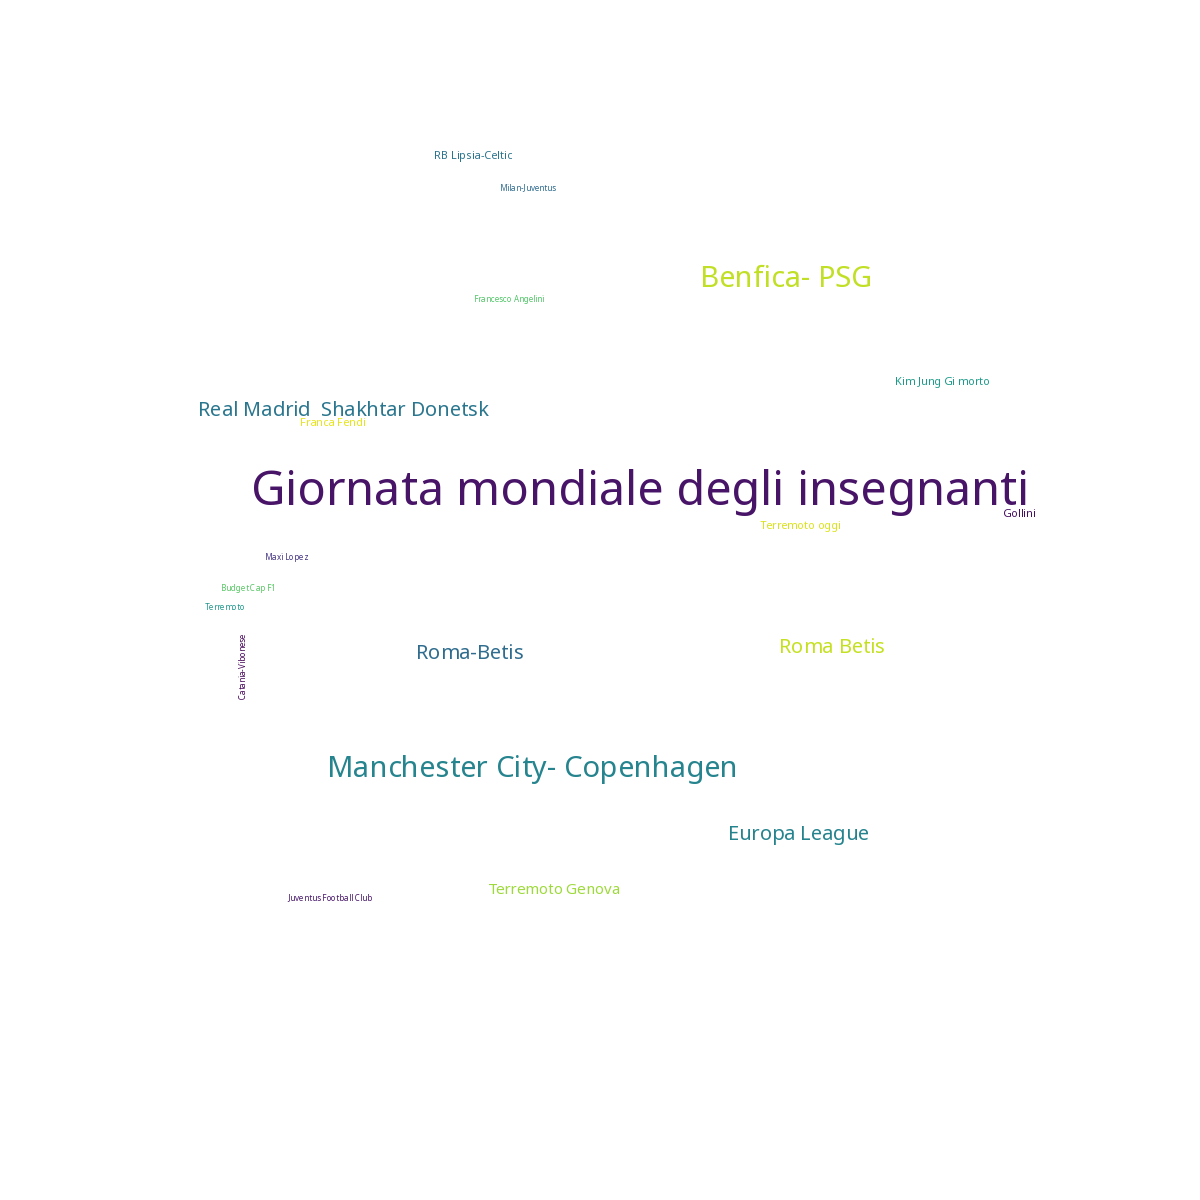 RB Lipsia-Celtic
Milan-Juventus
Benfica- PSG
Francesco Angelini
Kim Jung Gi morto
Real Madrid  Shakhtar Donetsk
Franca Fendi
Giornata mondiale degli insegnanti
Gollini
Terremoto oggi
Maxi Lopez
Budget Cap F1
Terremoto
Catania-Vibonese
Roma-Betis
Roma Betis
Manchester City- Copenhagen
Europa League
Terremoto Genova
Juventus Football Club